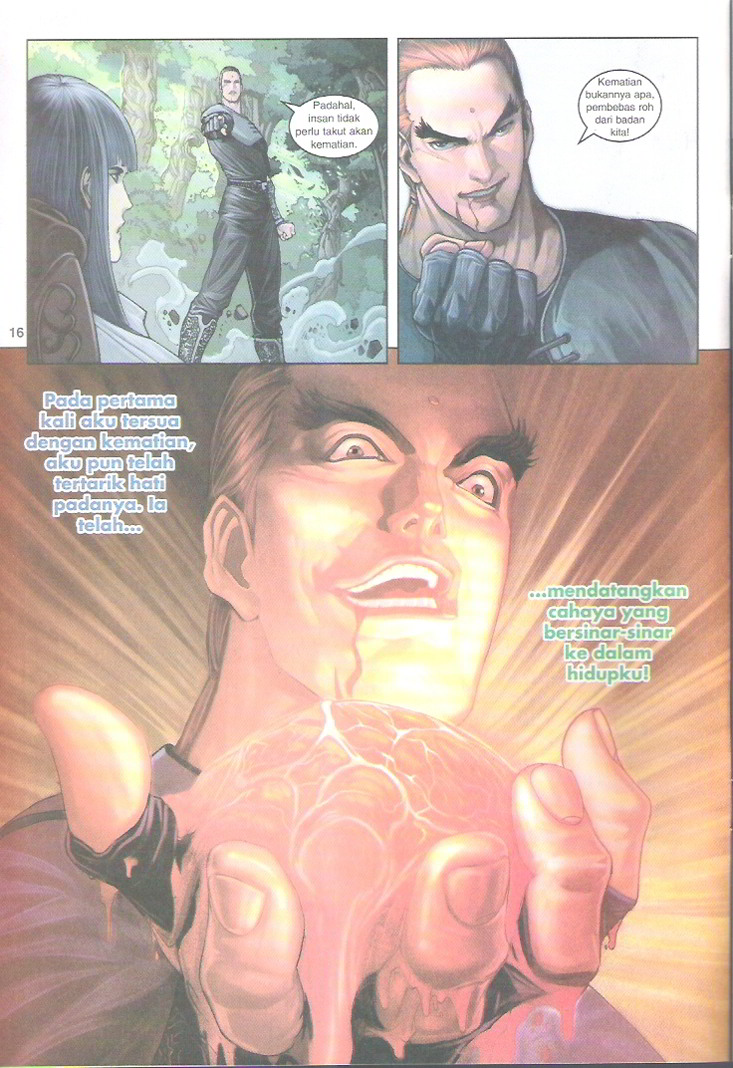 Padahal,
insan tidak
perlu takut akan
kematian.
Kematian
bukannya apa,
pembebas roh
dari badan
kita!
16
Pada pertama
kali aku tersua
dengan kematian,
aku pun telah
tertarik hati
padanya. Ia
telah...
...mendatangkan
cahaya yang
bersinar-sinar
ke dalam
hidupku!